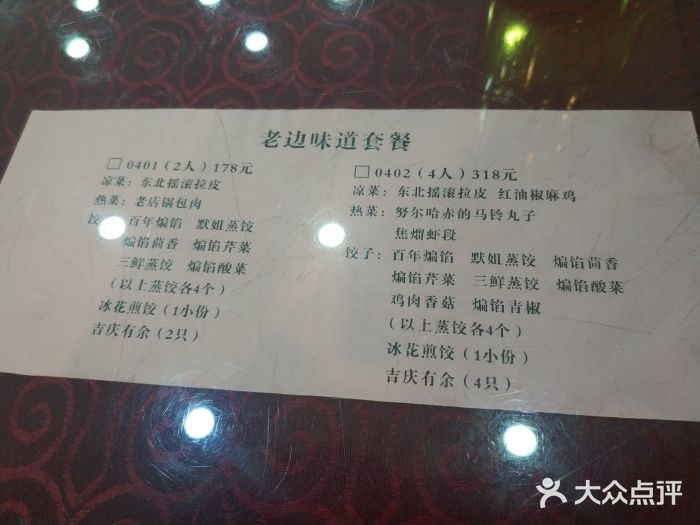 老边味道套餐
□0401(2人)178元
凉菜：东北摇滚拉皮
热菜：老店锅包肉
饺子：百年煸馅 默姐蒸饺
煸馅茴香 煸馅芹菜
三鲜蒸饺 煸馅酸菜
(以上蒸饺各4个)
冰花煎饺(1小份)
吉庆有余(2只)
□0402(4人)318元
凉菜：东北摇滚拉皮 红油椒麻鸡
热菜：努尔哈赤的马铃丸子
焦熘虾段
饺子：百年煸馅 默姐蒸饺 煸馅茴香
煸馅芹菜 三鲜蒸饺 煸馅酸菜
鸡肉香菇 煸馅青椒
(以上蒸饺各4个)
冰花煎饺(1小份)
吉庆有余(4只)
大众点评